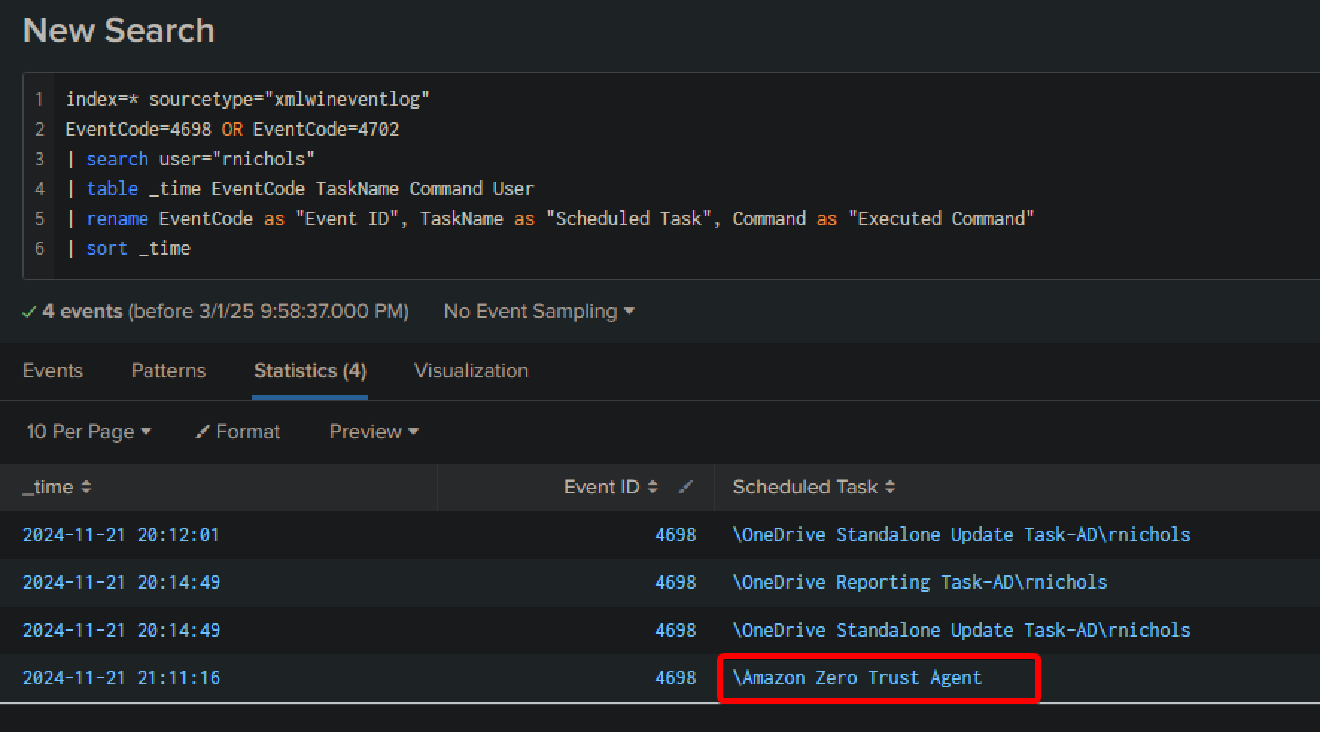 New Search
1 index=* sourcetype="xmlwineventlog"
2 EventCode=4698 OR EventCode=4702
3 | search user="rnichols"
4 | table _time EventCode TaskName Command User
5 | rename EventCode as "Event ID", TaskName as "Scheduled Task", Command as "Executed Command"
6 | sort _time
4 events (before 3/1/25 9:58:37.000 PM) No Event Sampling
Events Patterns Statistics (4) Visualization
10 Per Page Format Preview
_time Event ID Scheduled Task
2024-11-21 20:12:01 4698 \OneDrive Standalone Update Task-AD\rnichols
2024-11-21 20:14:49 4698 \OneDrive Reporting Task-AD\rnichols
2024-11-21 20:14:49 4698 \OneDrive Standalone Update Task-AD\rnichols
2024-11-21 21:11:16 4698 \Amazon Zero Trust Agent